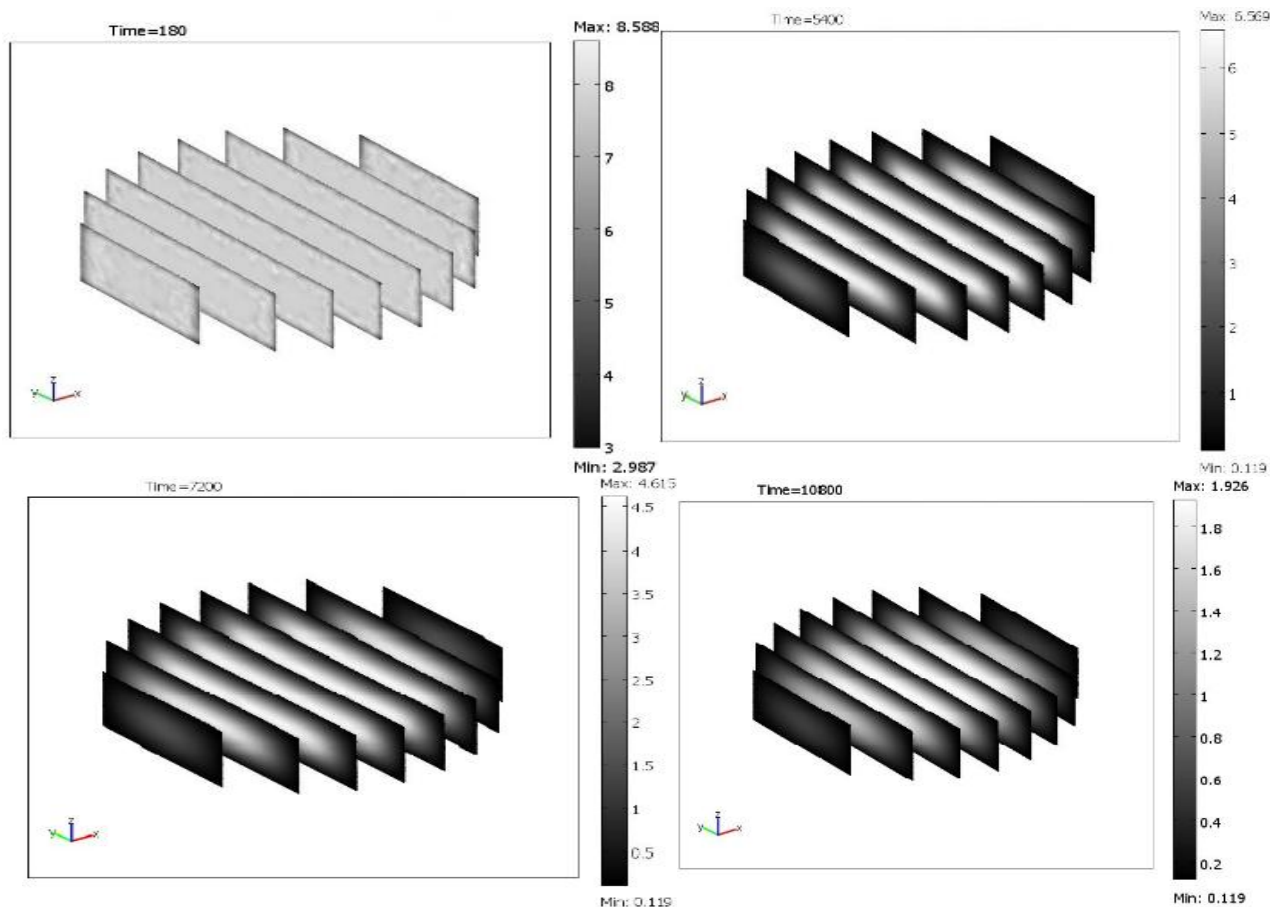 Time=180
Max: 8.588
8
7
6
5
4
3
Min: 2.987
y z x
Time=5400
Max: 6.569
6
5
4
3
2
1
Min: 0.119
y z x
Time=7200
Max: 4.615
4.5
4
3.5
3
2.5
2
1.5
1
0.5
Min: 0.119
y z x
Time=10800
Max: 1.926
1.8
1.6
1.4
1.2
1
0.8
0.6
0.4
0.2
Min: 0.119
y z x